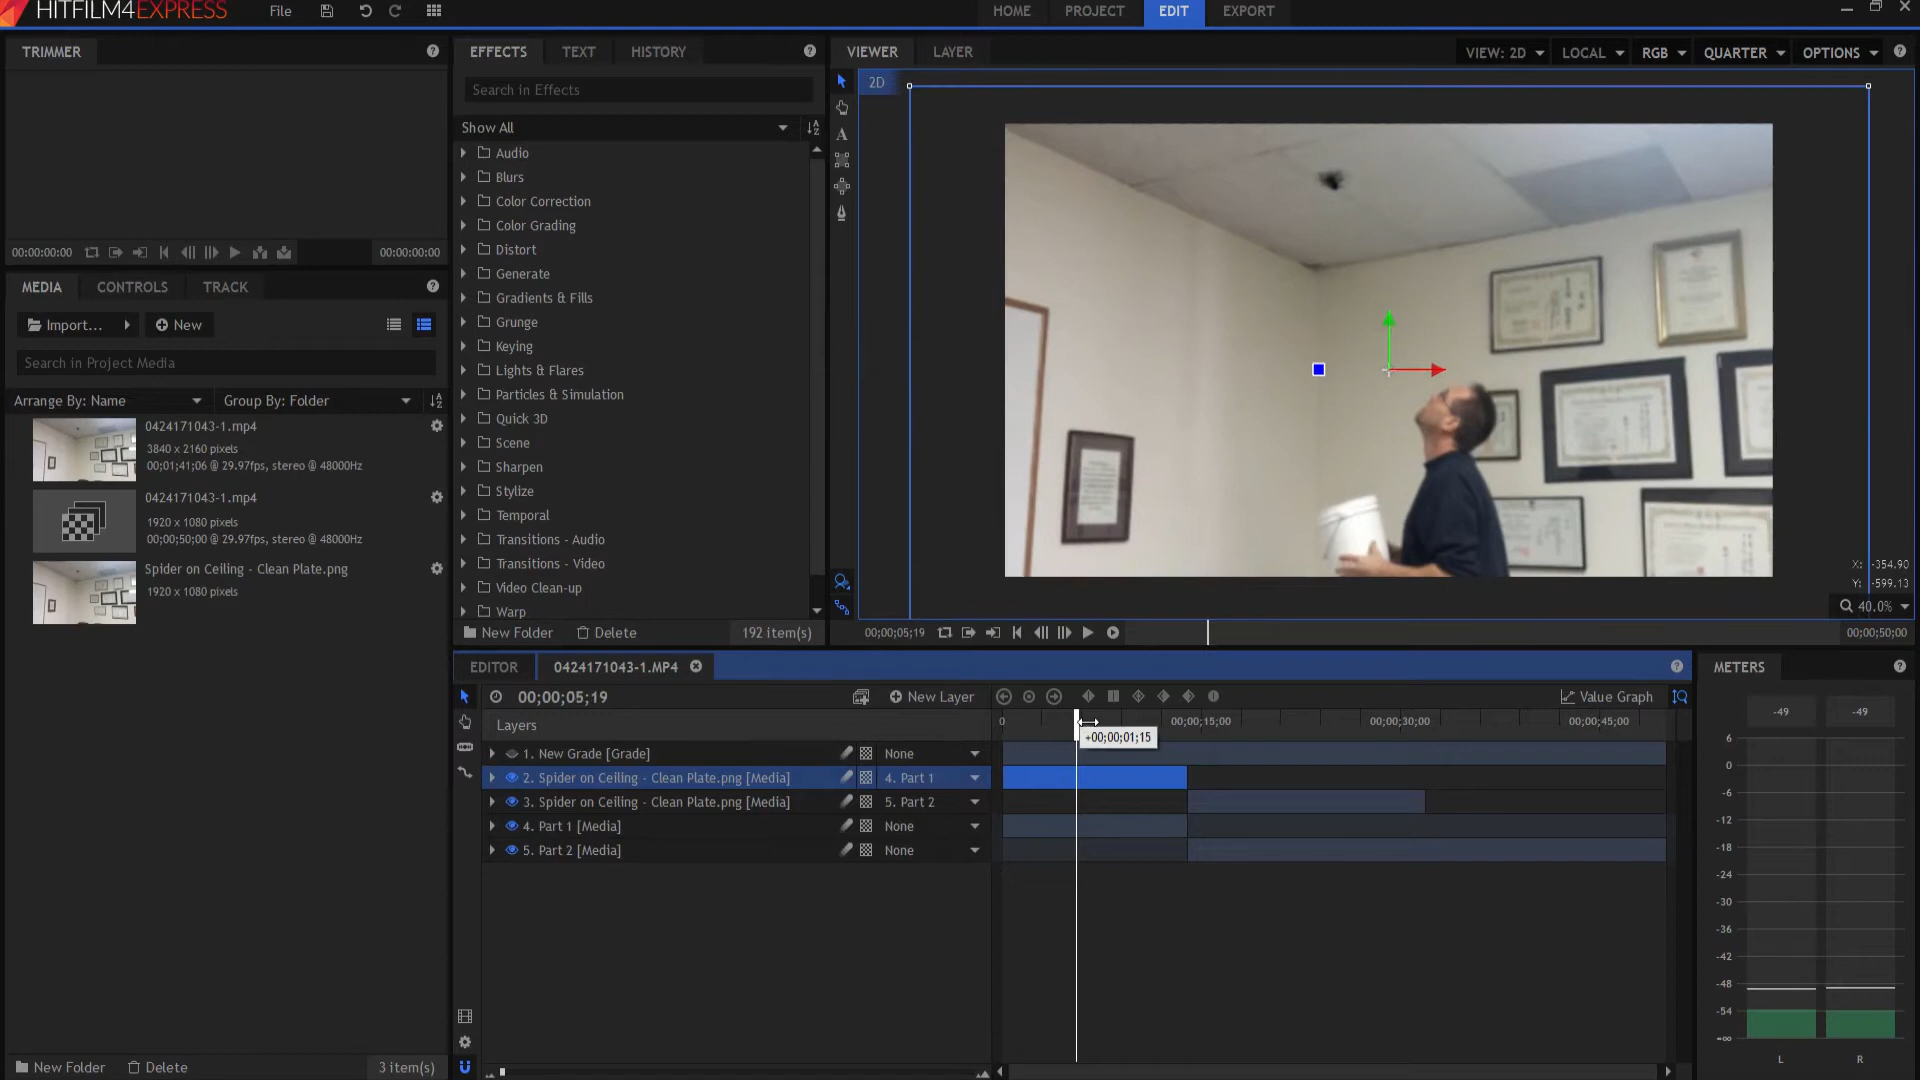 HITFILM4EXPRESS
File
HOME
PROJECT
EDIT
EXPORT
TRIMMER
EFFECTS
TEXT
HISTORY
VIEWER
LAYER
VIEW: 2D
LOCAL
RGB
QUARTER
OPTIONS
Search in Effects
2D
Show All
Audio
Blurs
Color Correction
Color Grading
Distort
Generate
Gradients & Fills
Grunge
Keying
Lights & Flares
Particles & Simulation
Quick 3D
Scene
Sharpen
Stylize
Temporal
Transitions - Audio
Transitions - Video
Video Clean-up
Warp
New Folder
Delete
192 item(s)
00:00:00:00
00:00:00:00
MEDIA
CONTROLS
TRACK
Import...
New
Search in Project Media
Arrange By: Name
Group By: Folder
0424171043-1.mp4
3840 x 2160 pixels
00;01;41;06 @ 29.97fps, stereo @ 48000Hz
0424171043-1.mp4
1920 x 1080 pixels
00;00;50;00 @ 29.97fps, stereo @ 48000Hz
Spider on Ceiling - Clean Plate.png
1920 x 1080 pixels
New Folder
Delete
3 item(s)
X: -354.90
Y: -599.13
40.0%
00;00;05;19
00;00;50;00
EDITOR
0424171043-1.MP4
00;00;05;19
New Layer
Value Graph
Layers
0
00;00;15;00
00;00;30;00
00;00;45;00
+00;00;01;15
1. New Grade [Grade]
None
2. Spider on Ceiling - Clean Plate.png [Media]
4. Part 1
3. Spider on Ceiling - Clean Plate.png [Media]
5. Part 2
4. Part 1 [Media]
None
5. Part 2 [Media]
None
METERS
-49
-49
6
0
-6
-12
-18
-24
-30
-36
-42
-48
-54
-∞
L
R